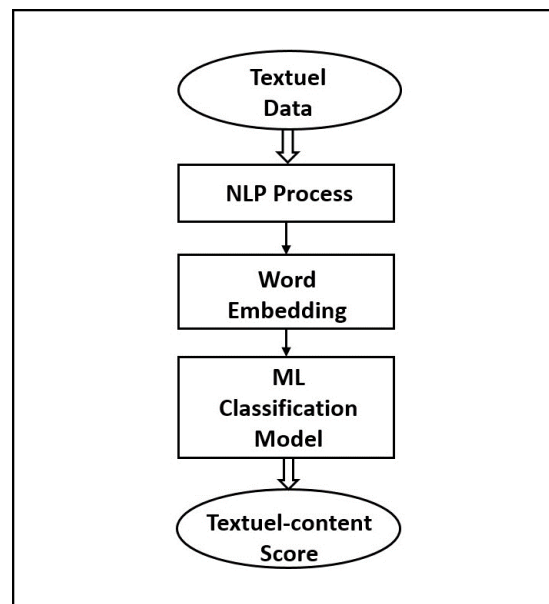 Textuel
Data
NLP Process
Word
Embedding
ML
Classification
Model
Textuel-content
Score